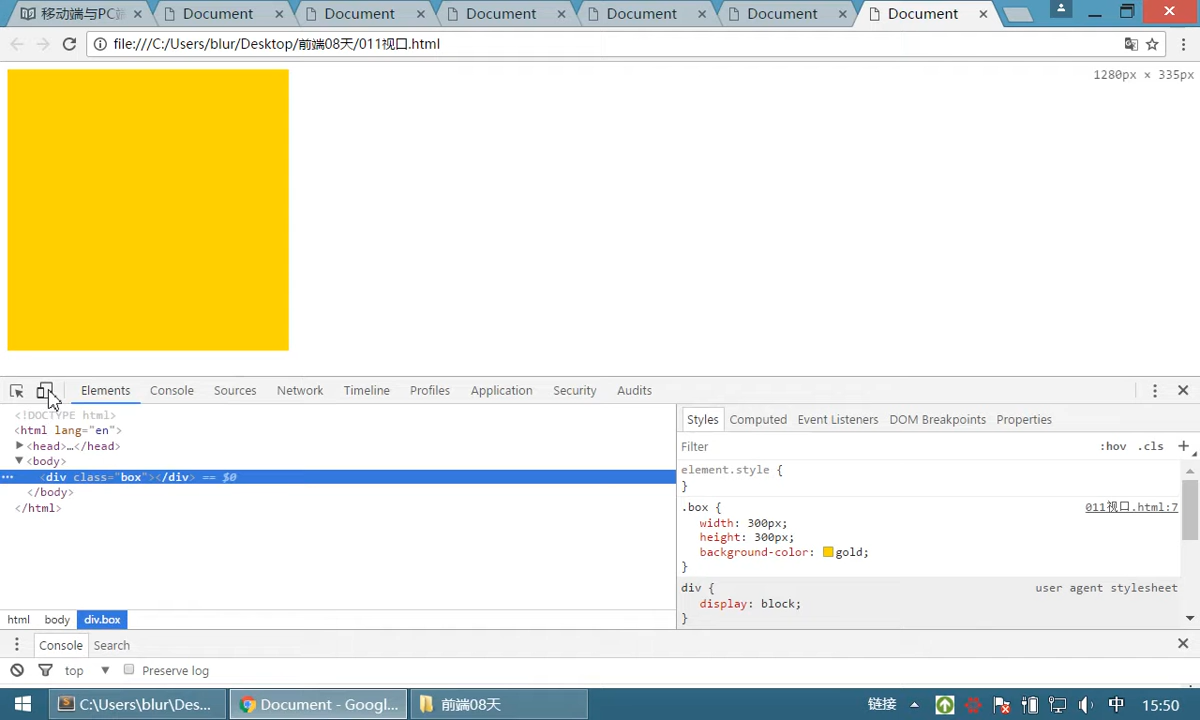 移动端与PC端 Document Document Document Document Document Document
file:///C:/Users/blur/Desktop/前端08天/011视口.html
1280px × 335px
Elements Console Sources Network Timeline Profiles Application Security Audits
<!DOCTYPE html>
<html lang="en">
<head>…</head>
<body>
<div class="box"></div> == $0
</body>
</html>
html body div.box
Styles Computed Event Listeners DOM Breakpoints Properties
Filter :hov .cls +
element.style {
}
.box { 011视口.html:7
width: 300px;
height: 300px;
background-color: gold;
}
div { user agent stylesheet
display: block;
}
Console Search
top Preserve log
C:\Users\blur\Des... Document - Googl... 前端08天 链接 中 15:50